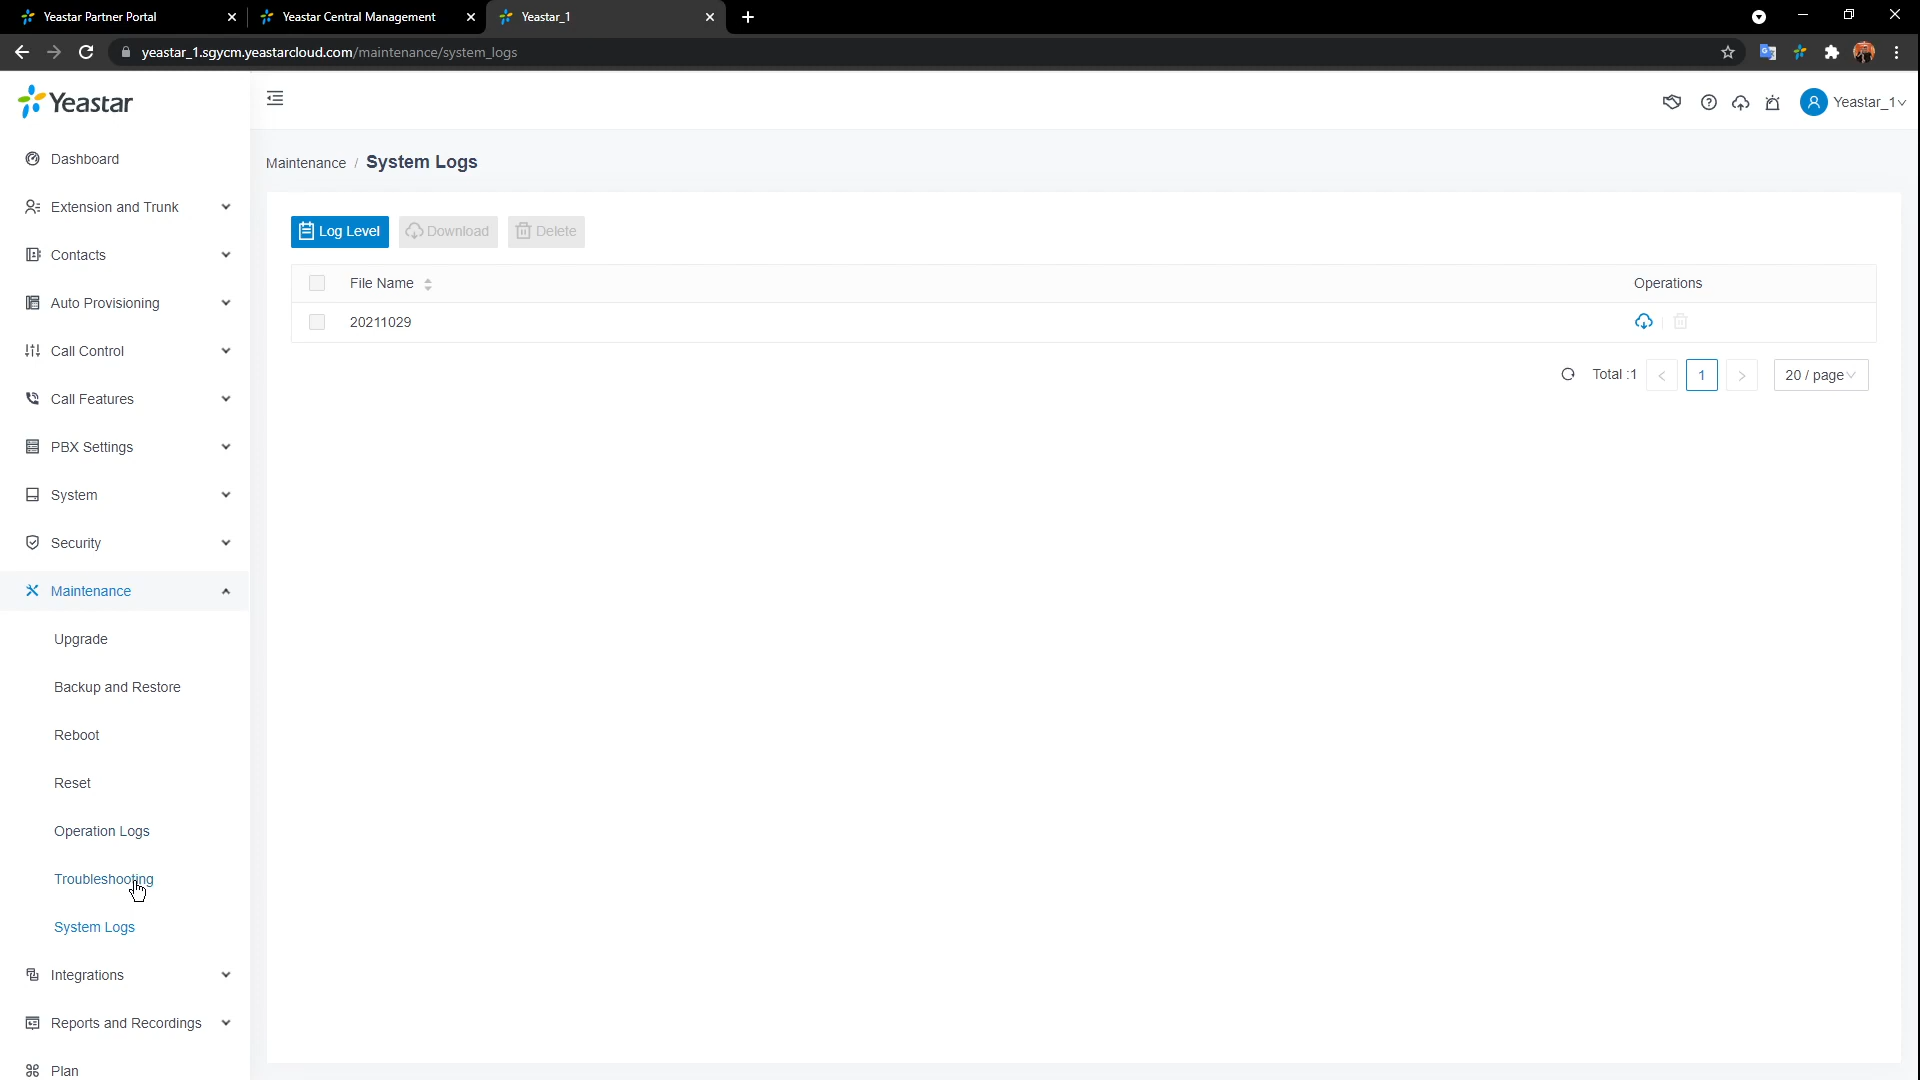 Yeastar Partner Portal
Yeastar Central Management
Yeastar_1
yeastar_1.sgycm.yeastarcloud.com/maintenance/system_logs
Yeastar
Yeastar_1
Dashboard
Extension and Trunk
Contacts
Auto Provisioning
Call Control
Call Features
PBX Settings
System
Security
Maintenance
Upgrade
Backup and Restore
Reboot
Reset
Operation Logs
Troubleshooting
System Logs
Integrations
Reports and Recordings
Plan
Maintenance / System Logs
Log Level
Download
Delete
File Name
Operations
20211029
Total :1
< 1 >
20 / page